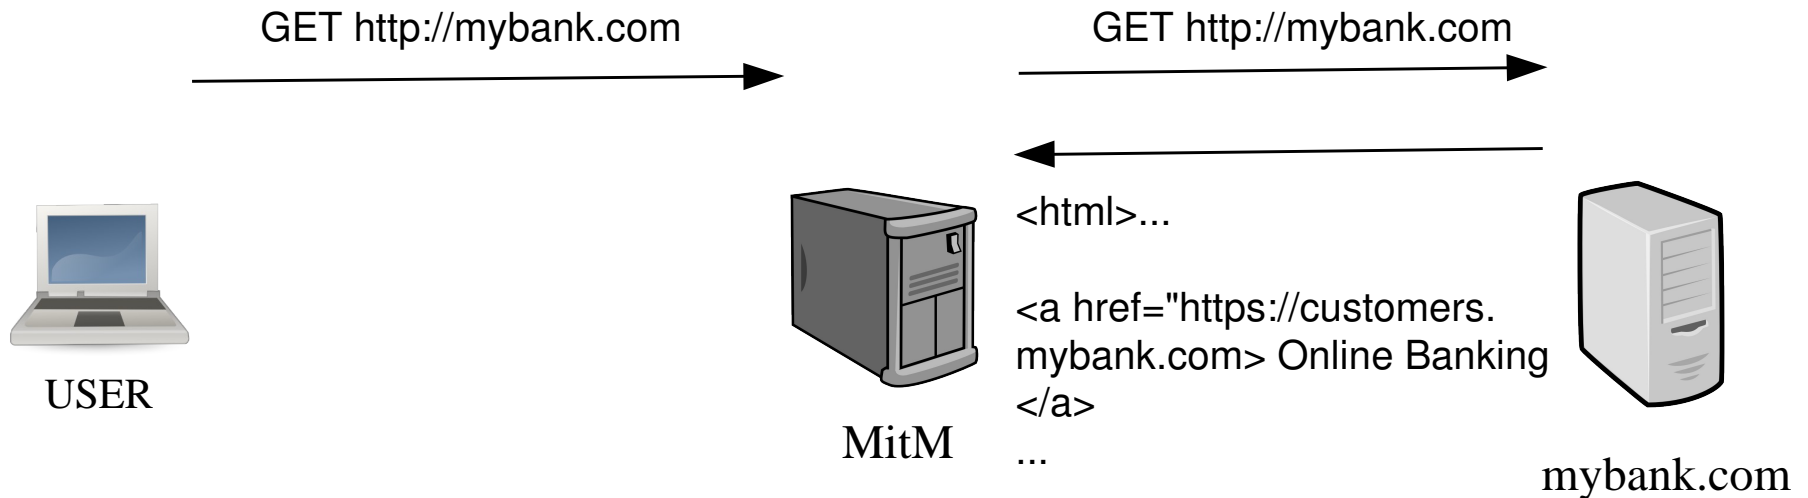 GET http://mybank.com
GET http://mybank.com
<html>...
<a href="https://customers.
mybank.com> Online Banking
</a>
...
USER
MitM
mybank.com